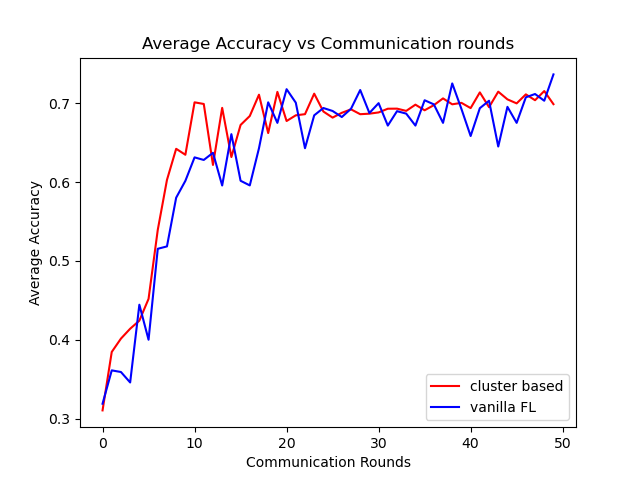 Average Accuracy vs Communication rounds
Average Accuracy
0.7
0.6
0.5
0.4
0.3
cluster based
vanilla FL
0 10 20 30 40 50
Communication Rounds